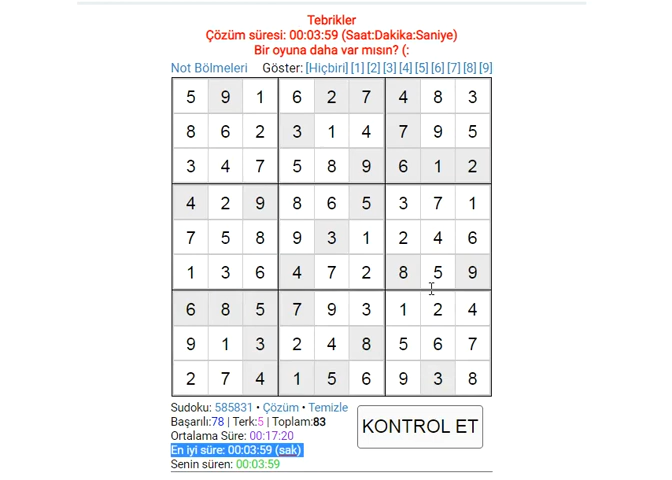 Tebrikler
Çözüm süresi: 00:03:59 (Saat:Dakika:Saniye)
Bir oyuna daha var mısın? (:
Not Bölmeleri Göster: [Hiçbiri] [1] [2] [3] [4] [5] [6] [7] [8] [9]
5 9 1 6 2 7 4 8 3
8 6 2 3 1 4 7 9 5
3 4 7 5 8 9 6 1 2
4 2 9 8 6 5 3 7 1
7 5 8 9 3 1 2 4 6
1 3 6 4 7 2 8 5 9
6 8 5 7 9 3 1 2 4
9 1 3 2 4 8 5 6 7
2 7 4 1 5 6 9 3 8
Sudoku: 585831 • Çözüm • Temizle
Başarılı:78 | Terk:5 | Toplam:83
Ortalama Süre: 00:17:20
En iyi süre: 00:03:59 (sak)
Senin süren: 00:03:59
KONTROL ET